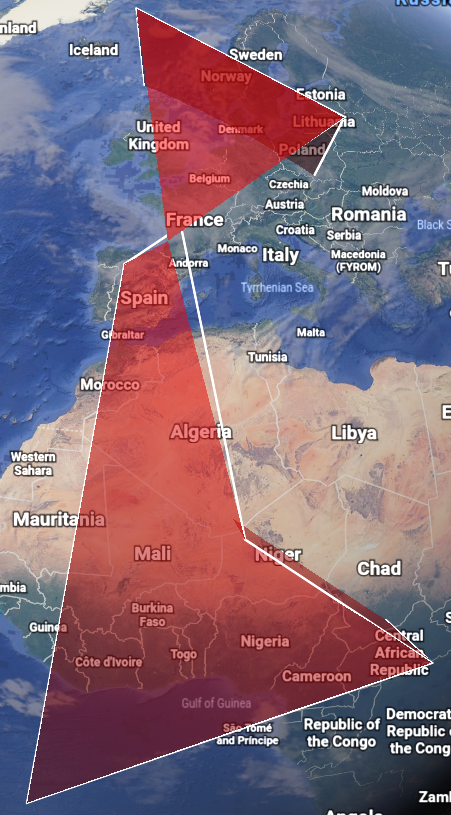 Russia
nland
Iceland
Sweden
Norway
Estonia
Lithuania
United
Kingdom
Denmark
Poland
Belgium
Czechia
Moldova
Austria
France
Romania
Croatia
Serbia
Black S
Monaco
Italy
Macedonia
(FYROM)
Andorra
Tu
Spain
Tyrrhenian Sea
Gibraltar
Malta
Tunisia
Morocco
E
Algeria
Libya
Western
Sahara
Mauritania
Mali
Niger
Chad
mbia
Burkina
Faso
S
Guinea
Central
African
Republic
Nigeria
Togo
Côte d'Ivoire
Cameroon
Gulf of Guinea
São Tomé
and Príncipe
Republic of
the Congo
Democrat
Republic o
the Cong
Zam
Angola